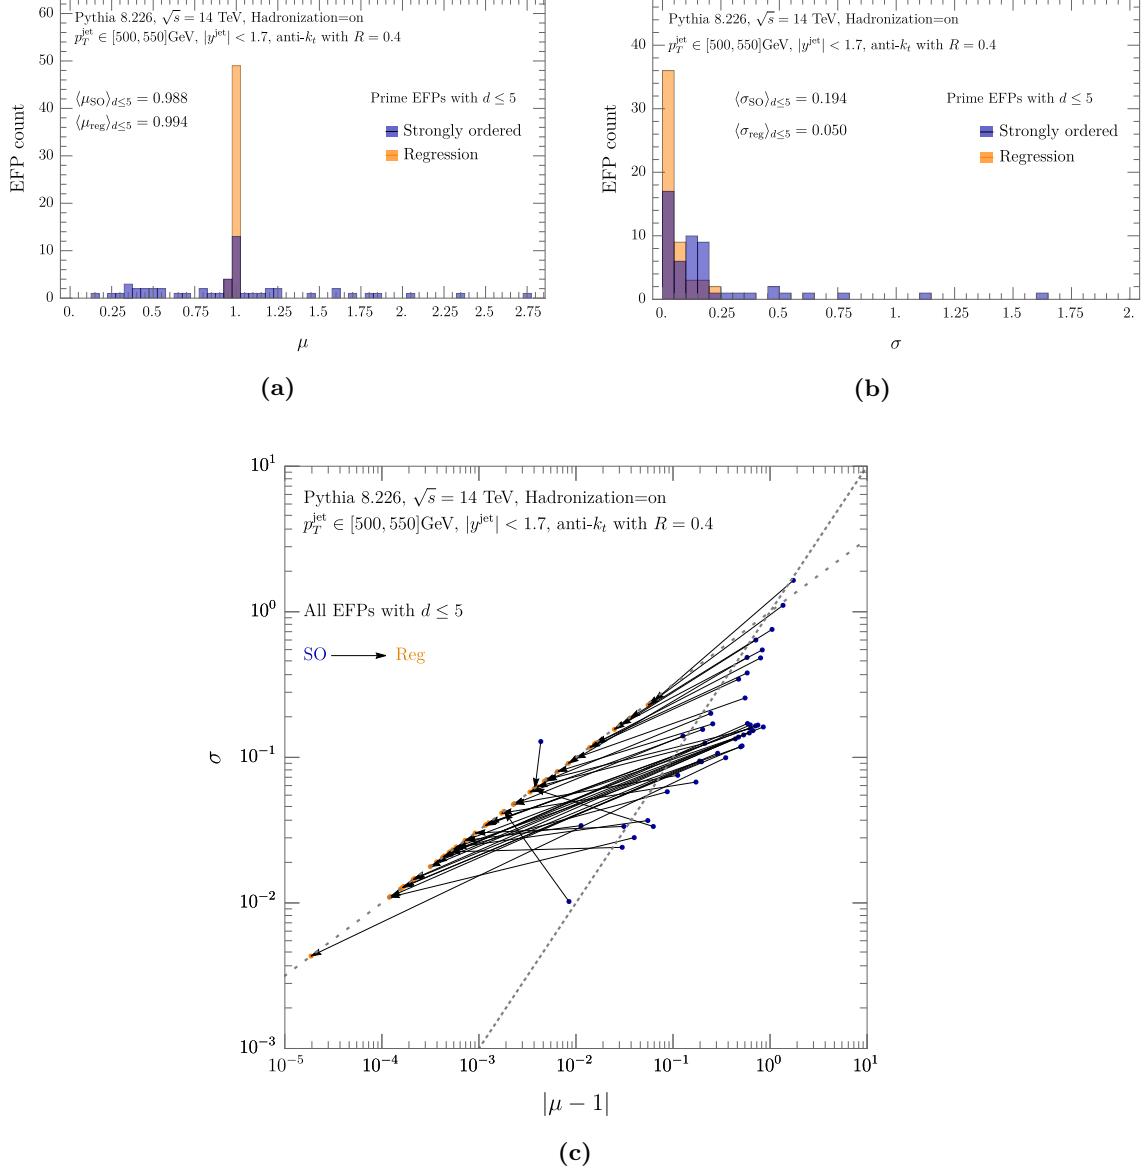 Pythia 8.226, √s = 14 TeV, Hadronization=on
p_T^jet ∈ [500, 550]GeV, |y^jet| < 1.7, anti-k_t with R = 0.4
⟨μ_SO⟩_{d≤5} = 0.988
⟨μ_reg⟩_{d≤5} = 0.994
Prime EFPs with d ≤ 5
Strongly ordered
Regression
EFP count
60
50
40
30
20
10
0
0. 0.25 0.5 0.75 1. 1.25 1.5 1.75 2. 2.25 2.5 2.75
μ
(a)
Pythia 8.226, √s = 14 TeV, Hadronization=on
p_T^jet ∈ [500, 550]GeV, |y^jet| < 1.7, anti-k_t with R = 0.4
⟨σ_SO⟩_{d≤5} = 0.194
⟨σ_reg⟩_{d≤5} = 0.050
Prime EFPs with d ≤ 5
Strongly ordered
Regression
EFP count
40
30
20
10
0
0. 0.25 0.5 0.75 1. 1.25 1.5 1.75 2.
σ
(b)
Pythia 8.226, √s = 14 TeV, Hadronization=on
p_T^jet ∈ [500, 550]GeV, |y^jet| < 1.7, anti-k_t with R = 0.4
All EFPs with d ≤ 5
SO Reg
σ
10^1
10^0
10^−1
10^−2
10^−3
10^−5 10^−4 10^−3 10^−2 10^−1 10^0 10^1
|μ − 1|
(c)